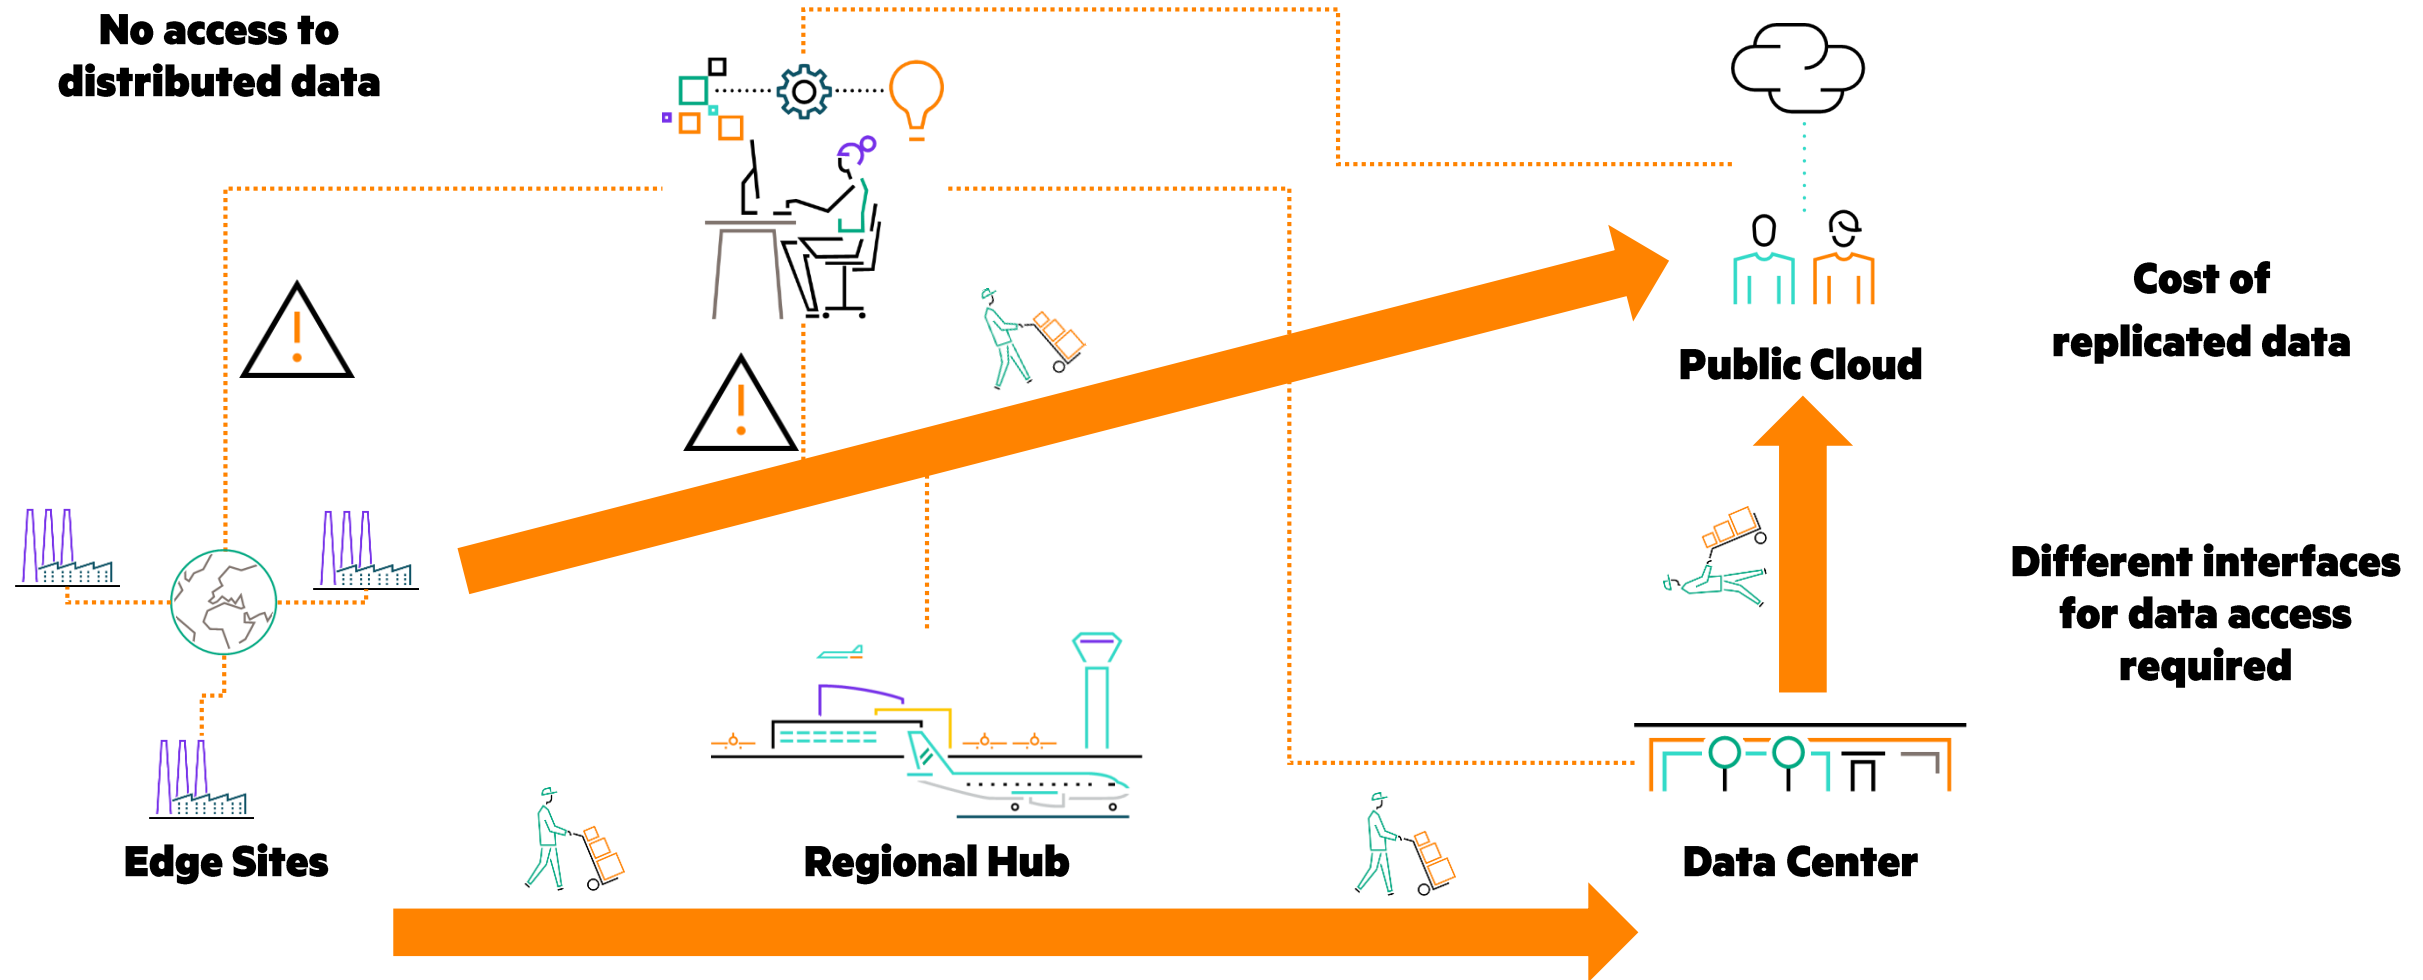 No access to
distributed data
Cost of
replicated data
Public Cloud
Different interfaces
for data access
required
Edge Sites
Regional Hub
Data Center